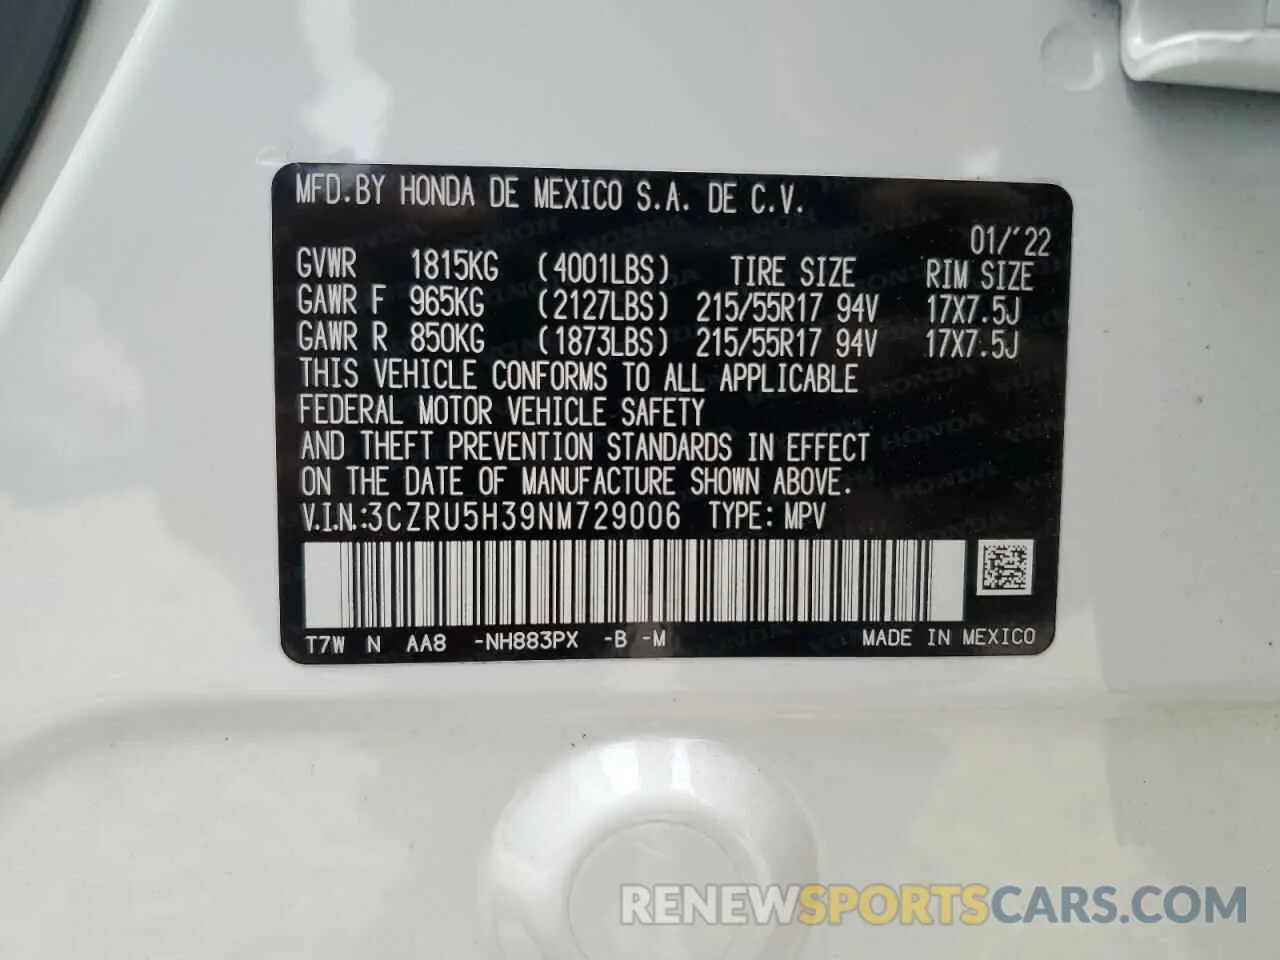 MFD.BY HONDA DE MEXICO S.A. DE C.V.
01/'22
GVWR 1815KG (4001LBS) TIRE SIZE RIM SIZE
GAWR F 965KG (2127LBS) 215/55R17 94V 17X7.5J
GAWR R 850KG (1873LBS) 215/55R17 94V 17X7.5J
THIS VEHICLE CONFORMS TO ALL APPLICABLE
FEDERAL MOTOR VEHICLE SAFETY
AND THEFT PREVENTION STANDARDS IN EFFECT
ON THE DATE OF MANUFACTURE SHOWN ABOVE.
V.I.N.:3CZRU5H39NM729006 TYPE: MPV
T7W N AA8 -NH883PX -B -M MADE IN MEXICO
RENEWSPORTSCARS.COM